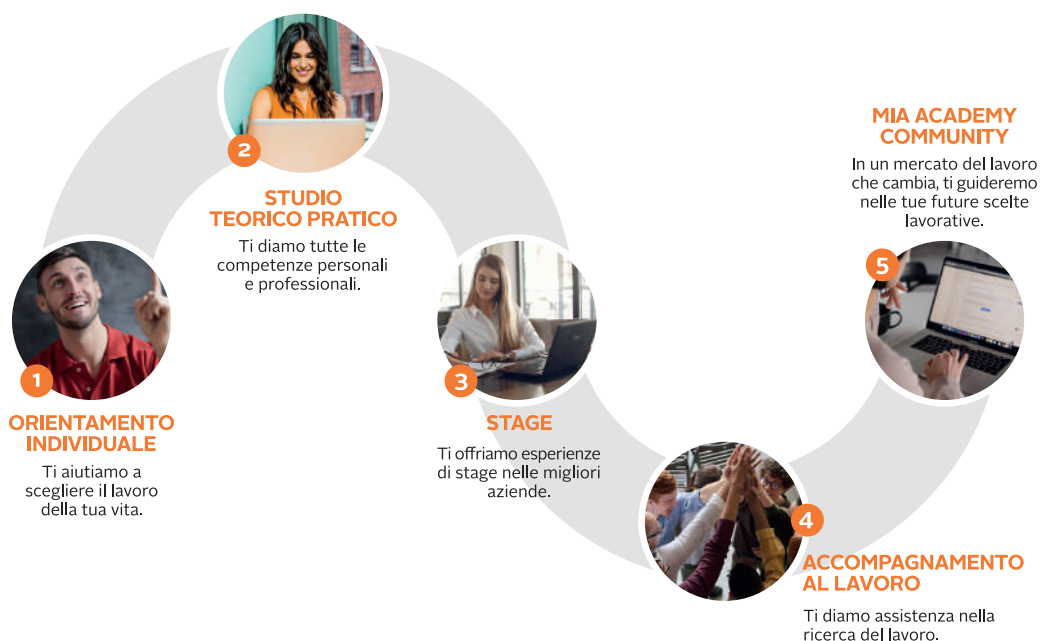 1
ORIENTAMENTO
INDIVIDUALE
Ti aiutiamo a
scegliere il lavoro
della tua vita.
2
STUDIO
TEORICO PRATICO
Ti diamo tutte le
competenze personali
e professionali.
3
STAGE
Ti offriamo esperienze
di stage nelle migliori
aziende.
4
ACCOMPAGNAMENTO
AL LAVORO
Ti diamo assistenza nella
ricerca del lavoro.
MIA ACADEMY
COMMUNITY
In un mercato del lavoro
che cambia, ti guideremo
nelle tue future scelte
lavorative.
5